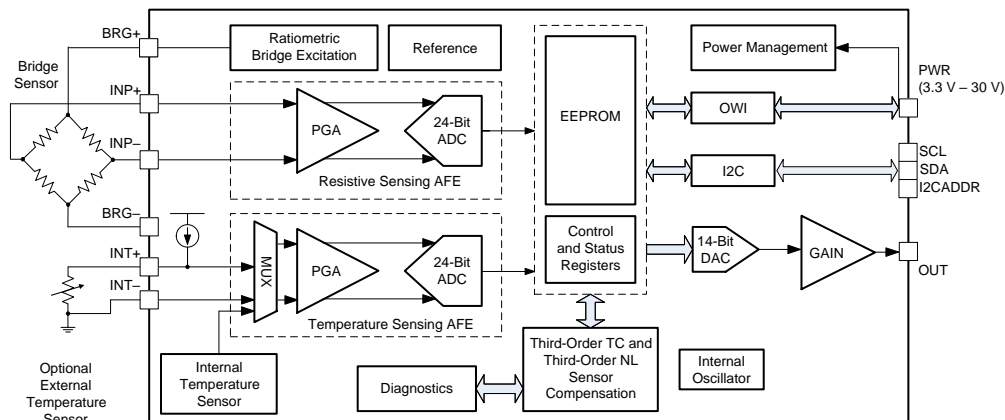 BRG+
Ratiometric
Bridge Excitation
Reference
Power Management
PWR
(3.3 V – 30 V)
Bridge
Sensor
INP+
INP–
PGA
24-Bit
ADC
Resistive Sensing AFE
EEPROM
OWI
I2C
SCL
SDA
I2CADDR
BRG–
INT+
INT–
MUX
PGA
24-Bit
ADC
Temperature Sensing AFE
Control
and Status
Registers
14-Bit
DAC
GAIN
OUT
Optional
External
Temperature
Sensor
Internal
Temperature
Sensor
Diagnostics
Third-Order TC and
Third-Order NL
Sensor
Compensation
Internal
Oscillator